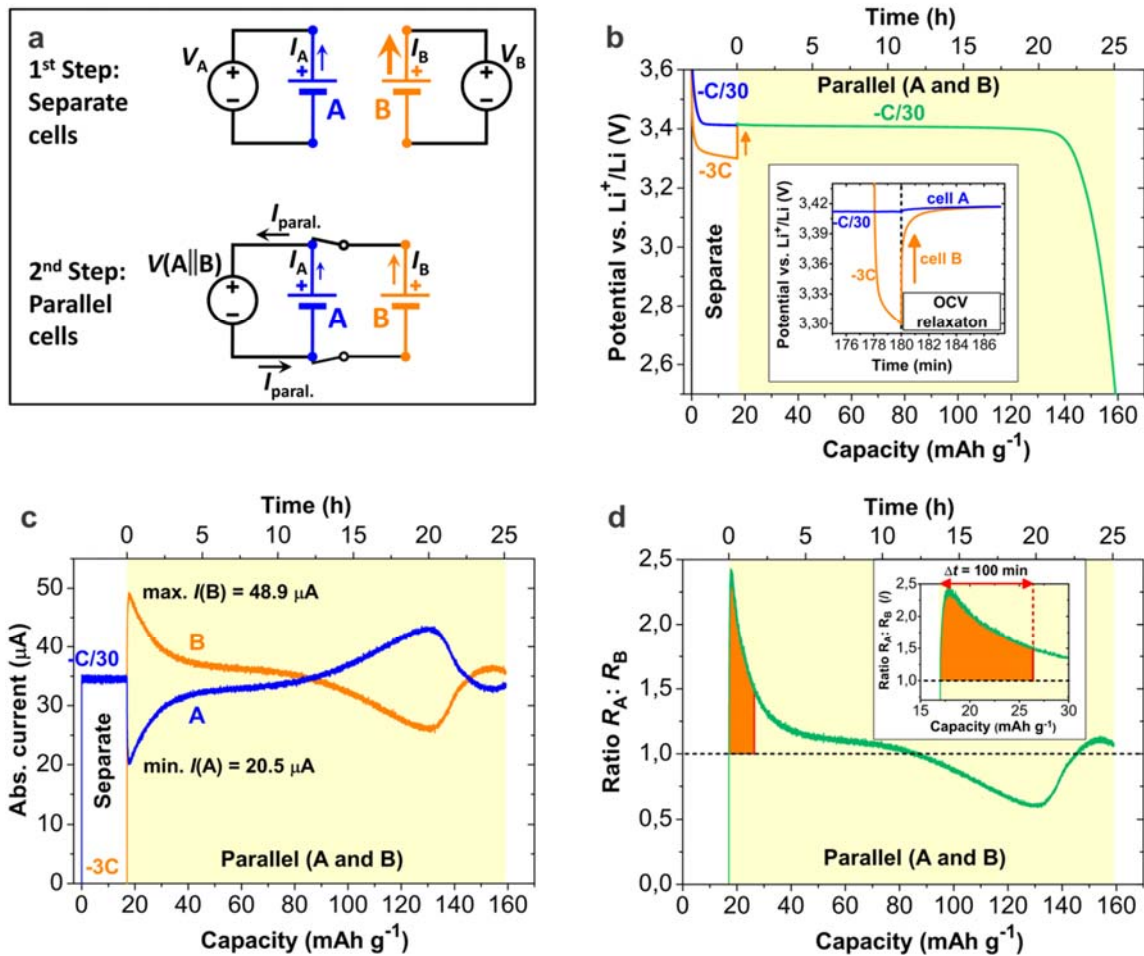 a
1st Step:
Separate
cells
VA
IA
+
A
IB
+
B
VB
2nd Step:
Parallel
cells
Iparal.
V(A||B)
IA
+
A
IB
+
B
Iparal.
b
Time (h)
0 5 10 15 20 25
Potential vs. Li+/Li (V)
3,6
3,4
3,2
3,0
2,8
2,6
-C/30
-3C
Separate
Parallel (A and B)
-C/30
Potential vs. Li+/Li (V)
3,42
3,39
3,36
3,33
3,30
-C/30
-3C
cell A
cell B
OCV
relaxaton
176 178 180 182 184 186
Time (min)
0 20 40 60 80 100 120 140 160
Capacity (mAh g-1)
c
Time (h)
0 5 10 15 20 25
Abs. current (µA)
50
40
30
20
10
0
-C/30
Separate
-3C
max. I(B) = 48.9 µA
B
A
min. I(A) = 20.5 µA
Parallel (A and B)
0 20 40 60 80 100 120 140 160
Capacity (mAh g-1)
d
Time (h)
0 5 10 15 20 25
Ratio RA: RB
2,5
2,0
1,5
1,0
0,5
0,0
Δt = 100 min
Ratio RA: RB (/)
2,5
2,0
1,5
1,0
15 20 25 30
Capacity (mAh g-1)
Parallel (A and B)
0 20 40 60 80 100 120 140 160
Capacity (mAh g-1)